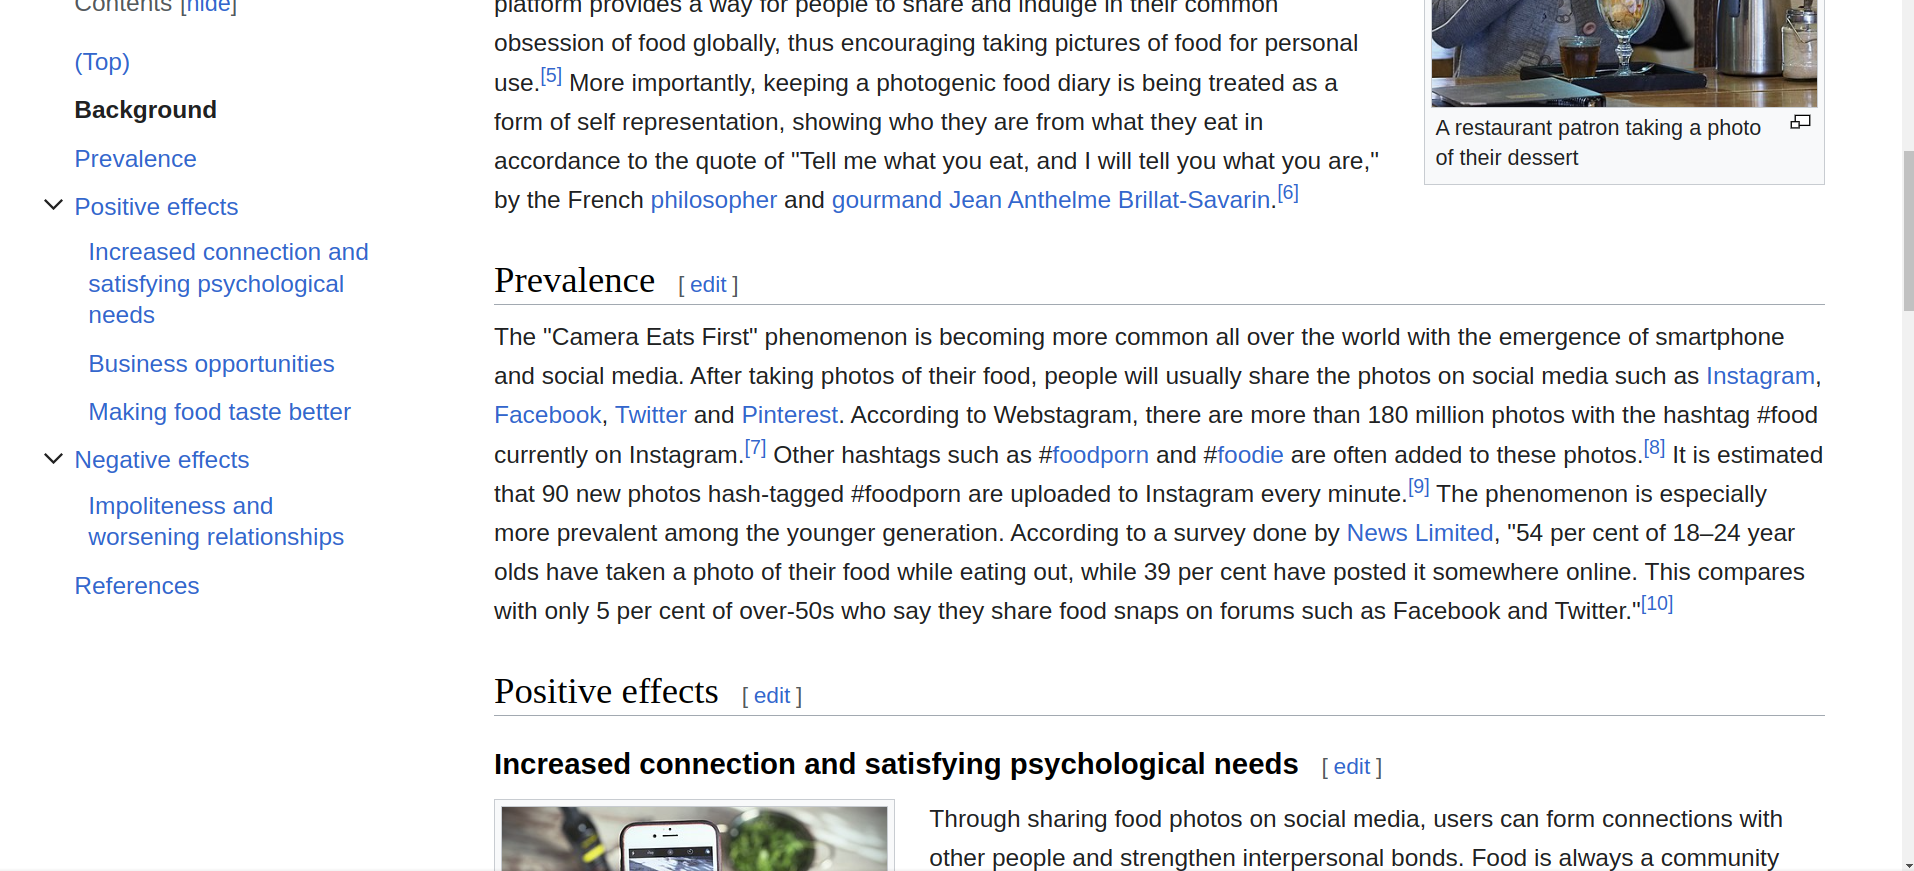 Contents [hide]
(Top)
Background
Prevalence
Positive effects
Increased connection and
satisfying psychological
needs
Business opportunities
Making food taste better
Negative effects
Impoliteness and
worsening relationships
References
platform provides a way for people to share and indulge in their common
obsession of food globally, thus encouraging taking pictures of food for personal
use.[5] More importantly, keeping a photogenic food diary is being treated as a
form of self representation, showing who they are from what they eat in
accordance to the quote of "Tell me what you eat, and I will tell you what you are,"
by the French philosopher and gourmand Jean Anthelme Brillat-Savarin.[6]
A restaurant patron taking a photo
of their dessert
Prevalence [ edit ]
The "Camera Eats First" phenomenon is becoming more common all over the world with the emergence of smartphone
and social media. After taking photos of their food, people will usually share the photos on social media such as Instagram,
Facebook, Twitter and Pinterest. According to Webstagram, there are more than 180 million photos with the hashtag #food
currently on Instagram.[7] Other hashtags such as #foodporn and #foodie are often added to these photos.[8] It is estimated
that 90 new photos hash-tagged #foodporn are uploaded to Instagram every minute.[9] The phenomenon is especially
more prevalent among the younger generation. According to a survey done by News Limited, "54 per cent of 18–24 year
olds have taken a photo of their food while eating out, while 39 per cent have posted it somewhere online. This compares
with only 5 per cent of over-50s who say they share food snaps on forums such as Facebook and Twitter."[10]
Positive effects [ edit ]
Increased connection and satisfying psychological needs [ edit ]
Through sharing food photos on social media, users can form connections with
other people and strengthen interpersonal bonds. Food is always a community